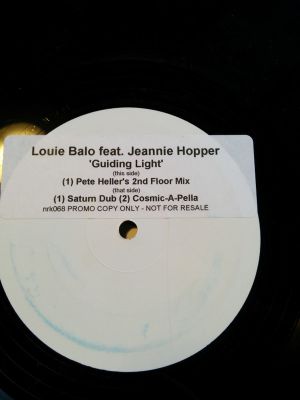 Louie Balo feat. Jeannie Hopper
'Guiding Light'
(this side)
(1) Pete Heller's 2nd Floor Mix
(that side)
(1) Saturn Dub (2) Cosmic-A-Pella
nrk068 PROMO COPY ONLY - NOT FOR RESALE